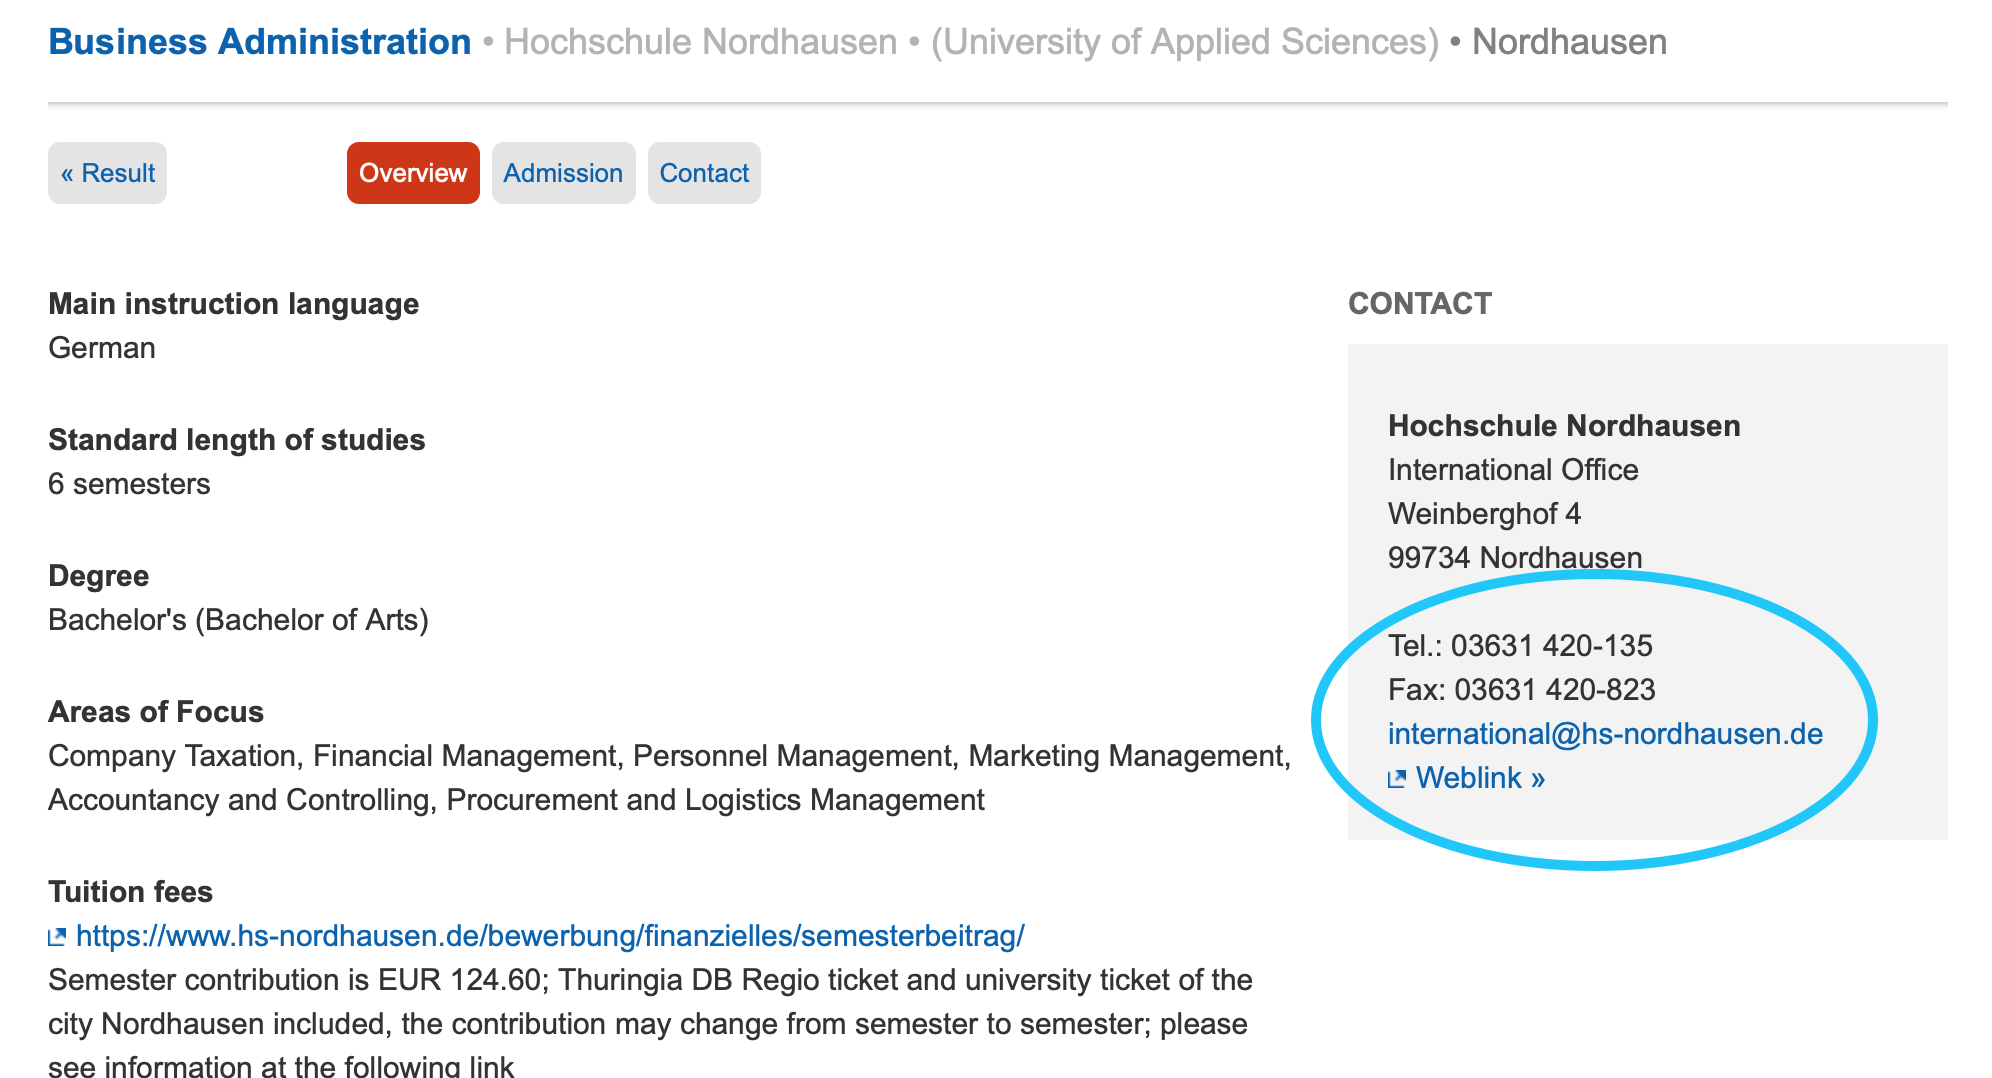 Business Administration • Hochschule Nordhausen • (University of Applied Sciences) • Nordhausen
« Result
Overview
Admission
Contact
Main instruction language
German
Standard length of studies
6 semesters
Degree
Bachelor's (Bachelor of Arts)
Areas of Focus
Company Taxation, Financial Management, Personnel Management, Marketing Management,
Accountancy and Controlling, Procurement and Logistics Management
Tuition fees
https://www.hs-nordhausen.de/bewerbung/finanzielles/semesterbeitrag/
Semester contribution is EUR 124.60; Thuringia DB Regio ticket and university ticket of the
city Nordhausen included, the contribution may change from semester to semester; please
see information at the following link
CONTACT
Hochschule Nordhausen
International Office
Weinberghof 4
99734 Nordhausen
Tel.: 03631 420-135
Fax: 03631 420-823
international@hs-nordhausen.de
Weblink »